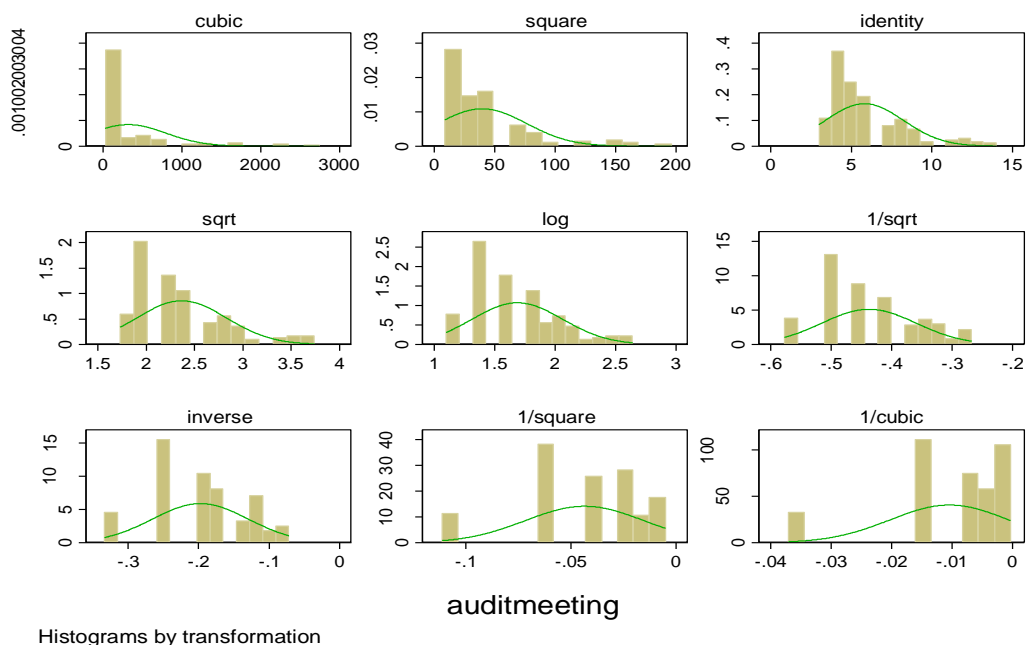 cubic square identity
.001002003004
0
0 1000 2000 3000
.03
.01
0
0 50 100 150 200
.4
.3
.2
.1
0
0 5 10 15
sqrt log 1/sqrt
2
1.5
1
.5
0
1.5 2 2.5 3 3.5 4
2.5
2
1.5
1
.5
0
1 1.5 2 2.5 3
15
10
5
0
-.6 -.5 -.4 -.3 -.2
inverse 1/square 1/cubic
15
10
5
0
-.3 -.2 -.1 0
40
30
20
10
0
-.1 -.05 0
100
50
0
-.04 -.03 -.02 -.01 0
auditmeeting
Histograms by transformation